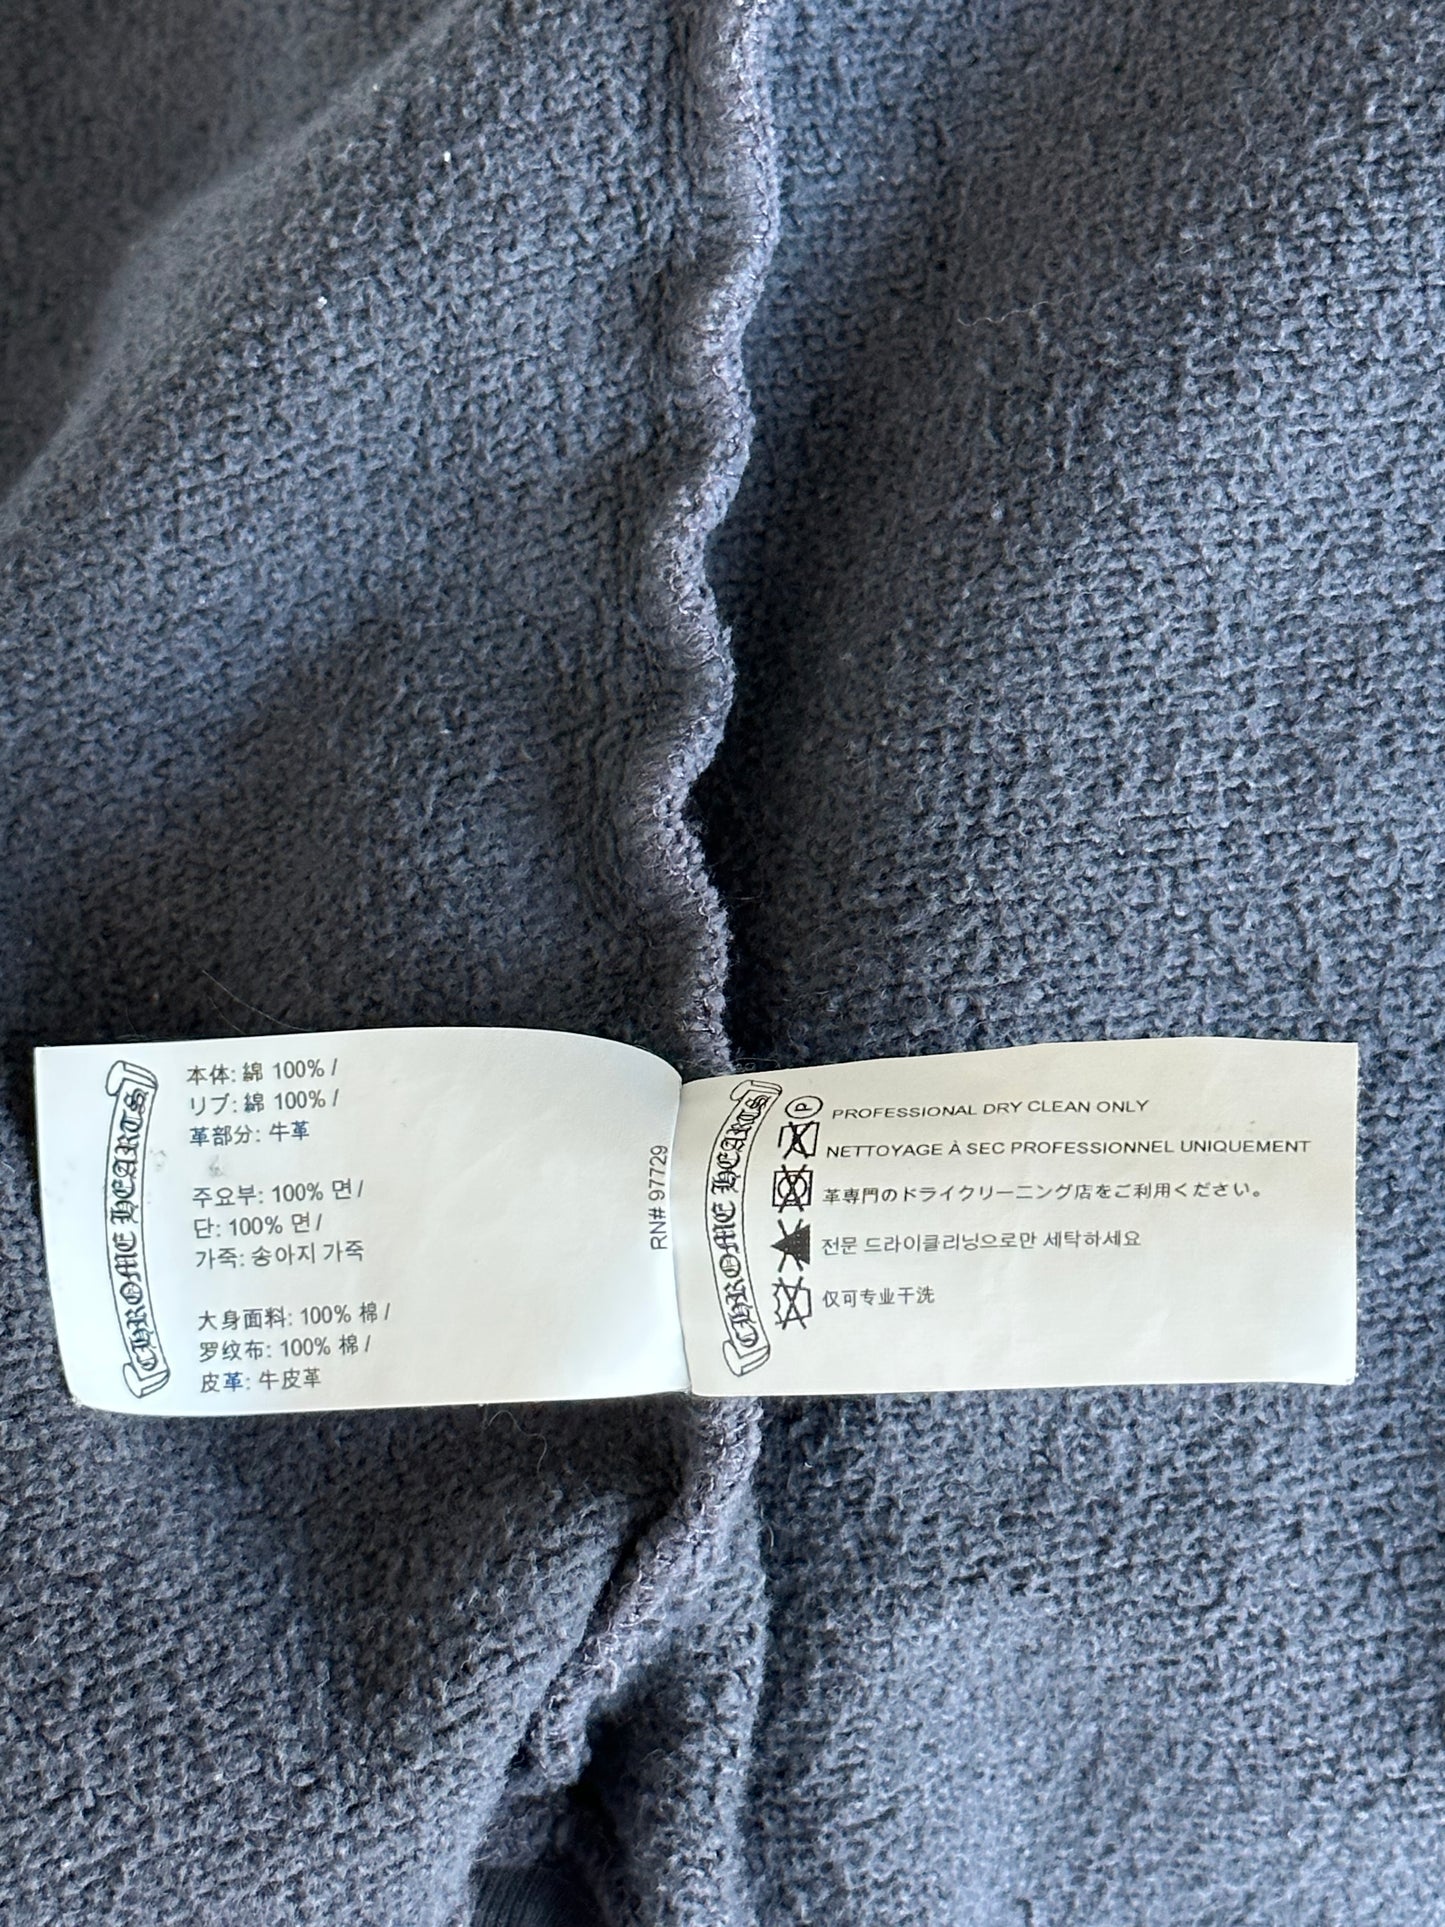 CHROME HEARTS
本体: 綿 100% /
リブ: 綿 100% /
革部分: 牛革
주요부: 100% 면 /
단: 100% 면 /
가죽: 송아지 가죽
大身面料: 100% 棉 /
罗纹布: 100% 棉 /
皮革: 牛皮革
RN# 97729
CHROME HEARTS
P PROFESSIONAL DRY CLEAN ONLY
NETTOYAGE À SEC PROFESSIONNEL UNIQUEMENT
革専門のドライクリーニング店をご利用ください。
전문 드라이클리닝으로만 세탁하세요
仅可专业干洗